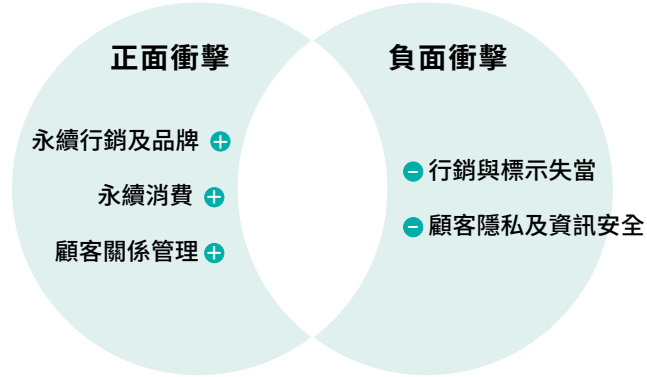 正面衝擊
永續行銷及品牌
永續消費
顧客關係管理
負面衝擊
行銷與標示失當
顧客隱私及資訊安全